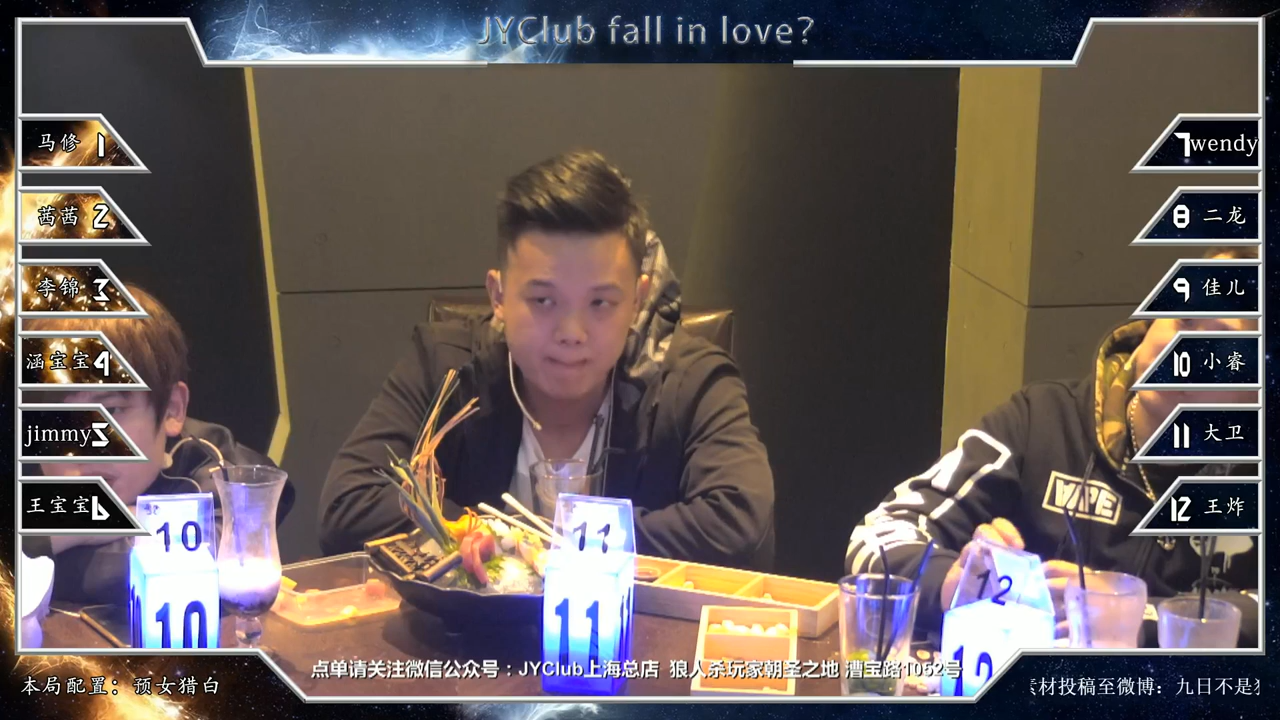 JYClub fall in love?
马修 1
茜茜 2
李锦 3
涵宝宝 4
jimmy 5
王宝宝 6
7 wendy
8 二龙
9 佳儿
10 小睿
11 大卫
12 王炸
VAPE
10
10
11
11
12
12
点单请关注微信公众号：JYClub上海总店 狼人杀玩家朝圣之地 漕宝路1052号
本局配置：预女猎白
材投稿至微博：九日不是